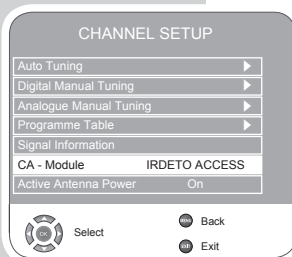 CHANNEL SETUP
Auto Tuning
Digital Manual Tuning
Analogue Manual Tuning
Programme Table
Signal Information
CA - Module IRDETO ACCESS
Active Antenna Power On
OK Select
MENU Back
EXIT Exit